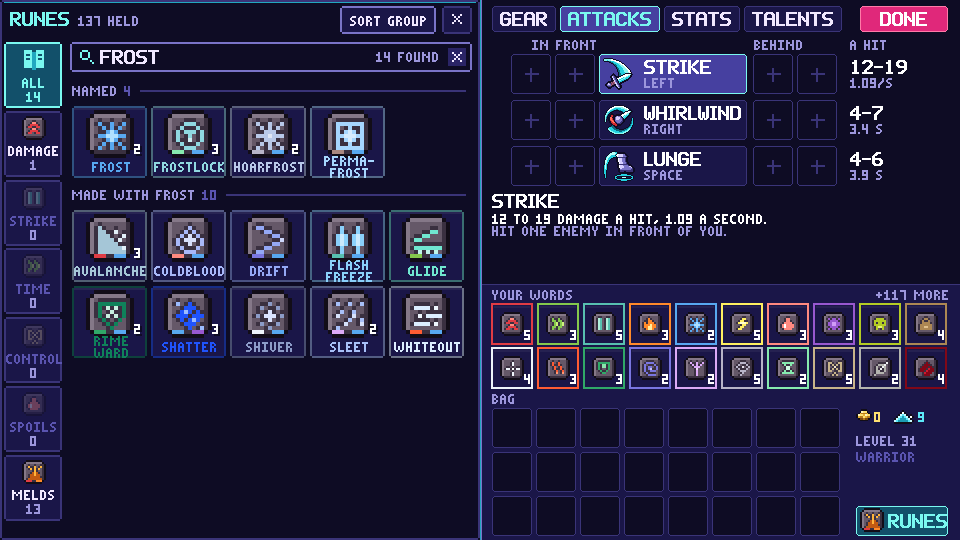 RUNES 137 HELD
SORT GROUP
×
ALL
14
DAMAGE
1
STRIKE
0
TIME
0
CONTROL
0
SPOILS
0
MELDS
13
FROST
14 FOUND
×
NAMED 4
2
FROST
3
FROSTLOCK
2
HOARFROST
PERMA-
FROST
MADE WITH FROST 10
3
AVALANCHE
COLDBLOOD
DRIFT
FLASH
FREEZE
GLIDE
2
RIME
WARD
3
SHATTER
SHIVER
2
SLEET
WHITEOUT
GEAR
ATTACKS
STATS
TALENTS
DONE
IN FRONT
BEHIND
A HIT
+ +
STRIKE
LEFT
+ +
12-19
1.09/S
+ +
WHIRLWIND
RIGHT
+ +
4-7
3.4 S
+ +
LUNGE
SPACE
+ +
4-6
3.9 S
STRIKE
12 TO 19 DAMAGE A HIT, 1.09 A SECOND.
HIT ONE ENEMY IN FRONT OF YOU.
YOUR WORDS
+117 MORE
5 3 5 3 2 5 3 3 3 4
4 3 3 2 2 5 2 5 2 4
BAG
0
9
LEVEL 31
WARRIOR
RUNES